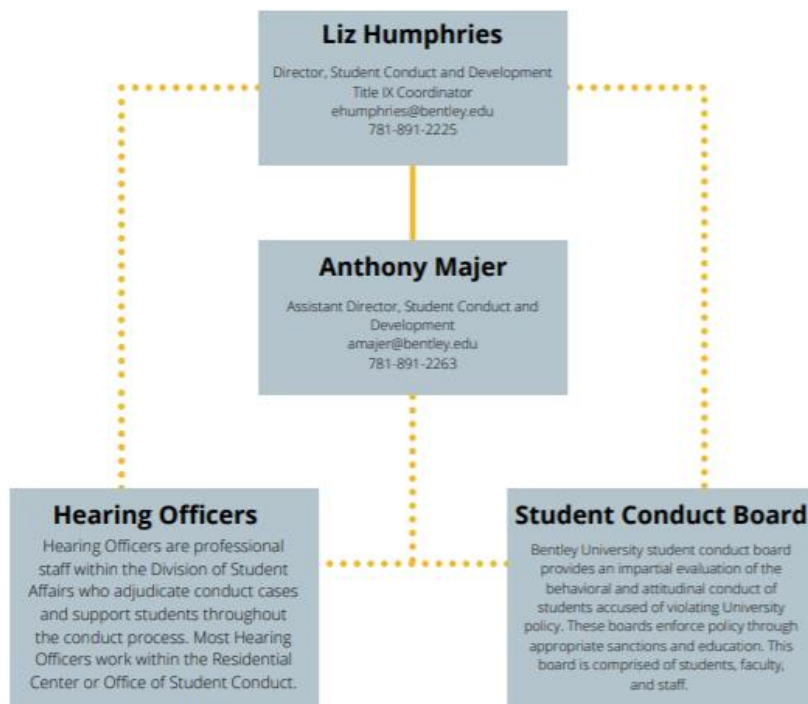 Liz Humphries
Director, Student Conduct and Development
Title IX Coordinator
ehumphries@bentley.edu
781-891-2225
Anthony Majer
Assistant Director, Student Conduct and
Development
amajer@bentley.edu
781-891-2263
Hearing Officers
Hearing Officers are professional
staff within the Division of Student
Affairs who adjudicate conduct cases
and support students throughout
the conduct process. Most Hearing
Officers work within the Residential
Center or Office of Student Conduct.
Student Conduct Board
Bentley University student conduct board
provides an impartial evaluation of the
behavioral and attitudinal conduct of
students accused of violating University
policy. These boards enforce policy through
appropriate sanctions and education. This
board is comprised of students, faculty,
and staff.